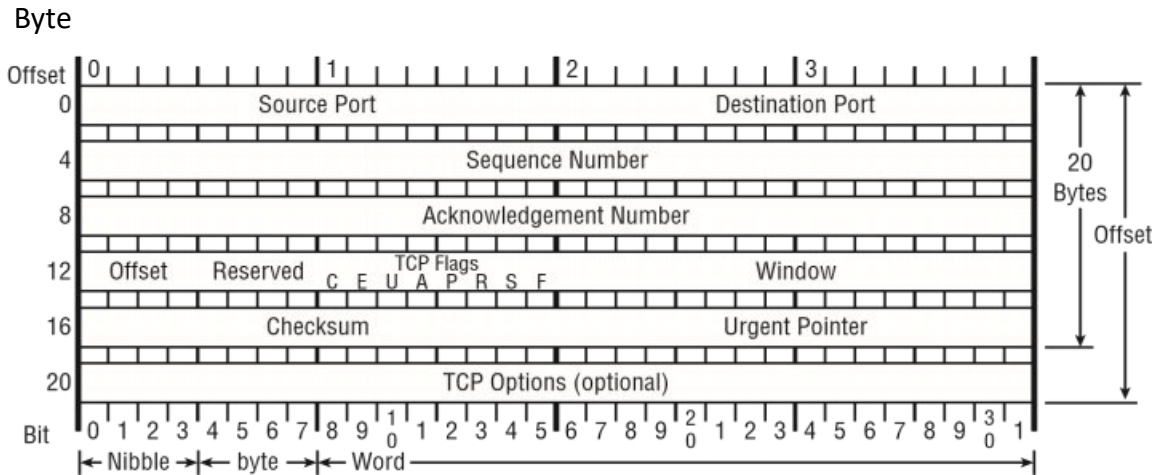 Byte
Offset 0 1 2 3
0 Source Port Destination Port
4 Sequence Number
20
Bytes
8 Acknowledgement Number
Offset
12 Offset Reserved TCP Flags Window
C E U A P R S F
16 Checksum Urgent Pointer
20 TCP Options (optional)
Bit 0 1 2 3 4 5 6 7 8 9 10 1 2 3 4 5 6 7 8 9 20 1 2 3 4 5 6 7 8 9 30 1
Nibble byte Word